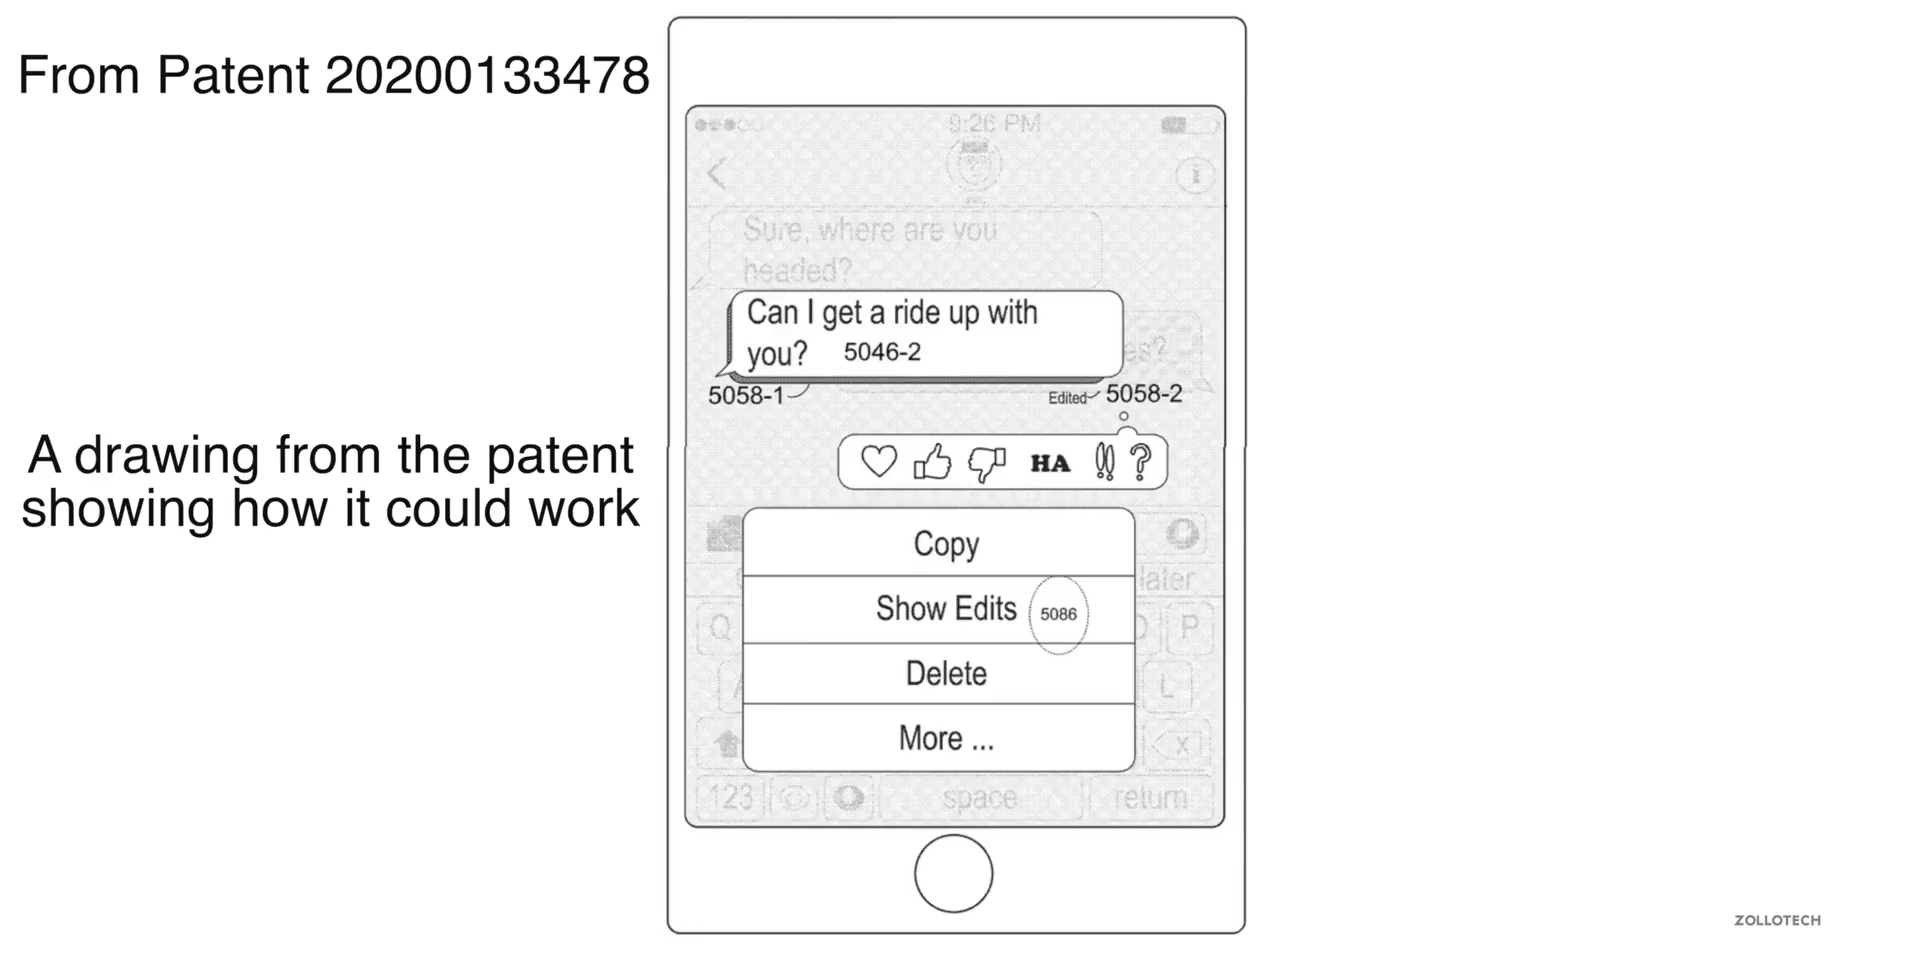 From Patent 20200133478
A drawing from the patent
showing how it could work
9:26 PM
Sure, where are you
headed?
Can I get a ride up with
you? 5046-2
es?
5058-1
Edited 5058-2
HA
Copy
Show Edits 5086
Delete
More ...
later
Q
P
L
X
123
space
return
ZOLLOTECH